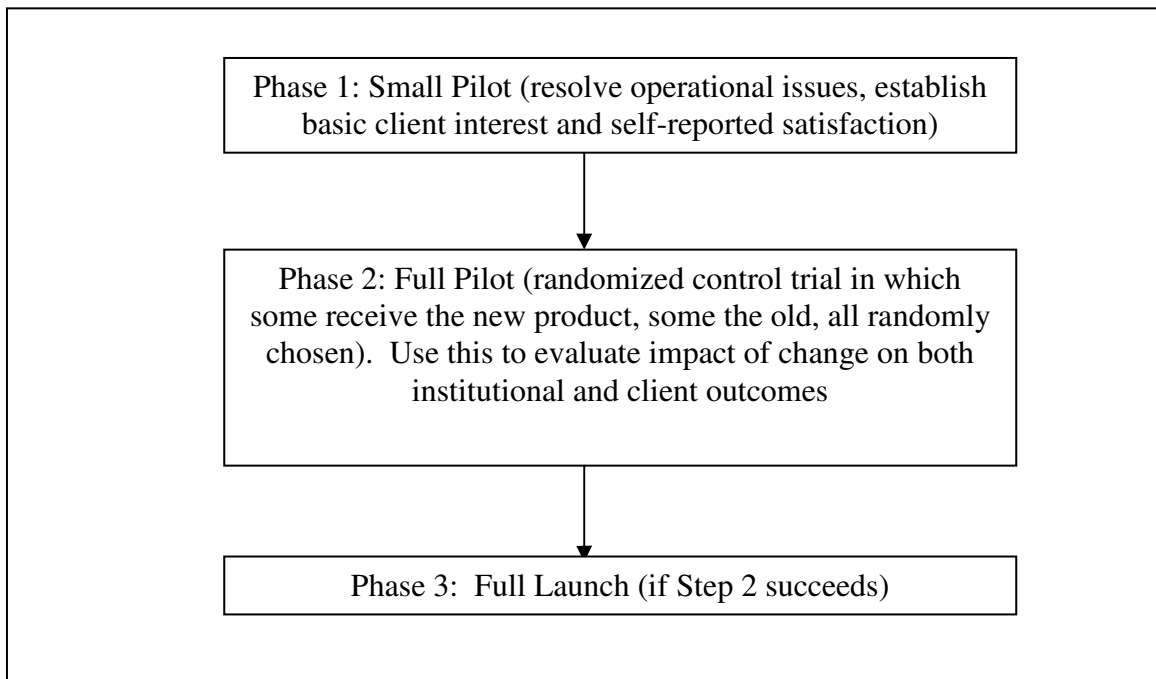 Phase 1: Small Pilot (resolve operational issues, establish
basic client interest and self-reported satisfaction)
Phase 2: Full Pilot (randomized control trial in which
some receive the new product, some the old, all randomly
chosen).  Use this to evaluate impact of change on both
institutional and client outcomes
Phase 3:  Full Launch (if Step 2 succeeds)